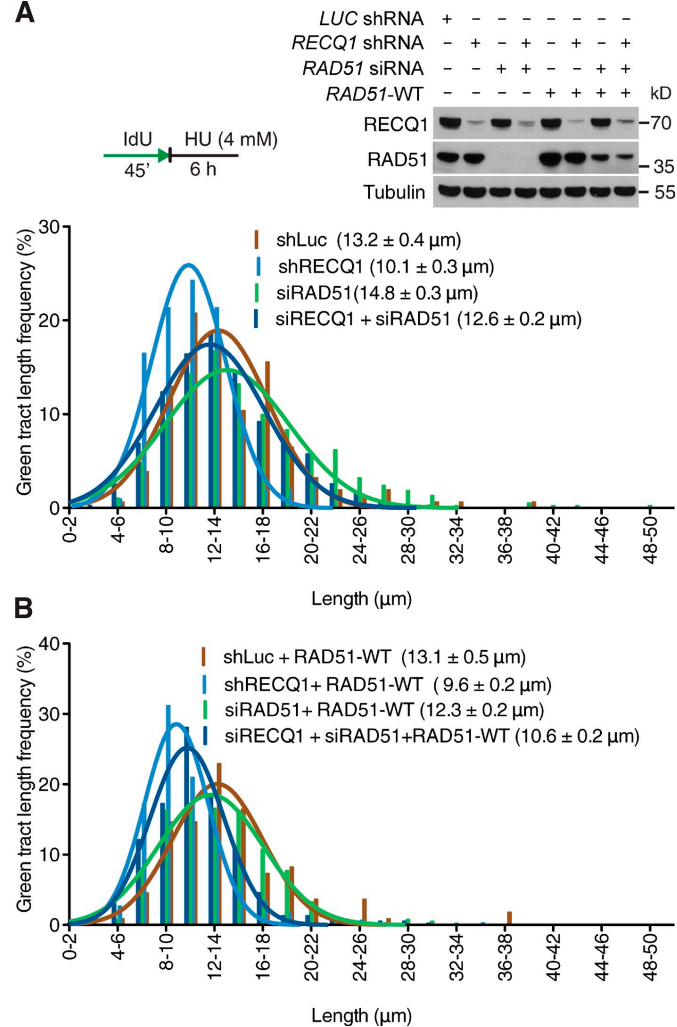 A
LUC shRNA + – – – – – – –
RECQ1 shRNA – + – + – + – +
RAD51 siRNA – – + + – – + +
RAD51-WT – – – – + + + + kD
RECQ1 70
RAD51 35
Tubulin 55
IdU HU (4 mM)
45' 6 h
Green tract length frequency (%)
30
20
10
0
shLuc (13.2 ± 0.4 µm)
shRECQ1 (10.1 ± 0.3 µm)
siRAD51(14.8 ± 0.3 µm)
siRECQ1 + siRAD51 (12.6 ± 0.2 µm)
0-2 4-6 8-10 12-14 16-18 20-22 24-26 28-30 32-34 36-38 40-42 44-46 48-50
Length (µm)
B
Green tract length frequency (%)
40
30
20
10
0
shLuc + RAD51-WT (13.1 ± 0.5 µm)
shRECQ1+ RAD51-WT ( 9.6 ± 0.2 µm)
siRAD51+ RAD51-WT (12.3 ± 0.2 µm)
siRECQ1 + siRAD51+RAD51-WT (10.6 ± 0.2 µm)
0-2 4-6 8-10 12-14 16-18 20-22 24-26 28-30 32-34 36-38 40-42 44-46 48-50
Length (µm)